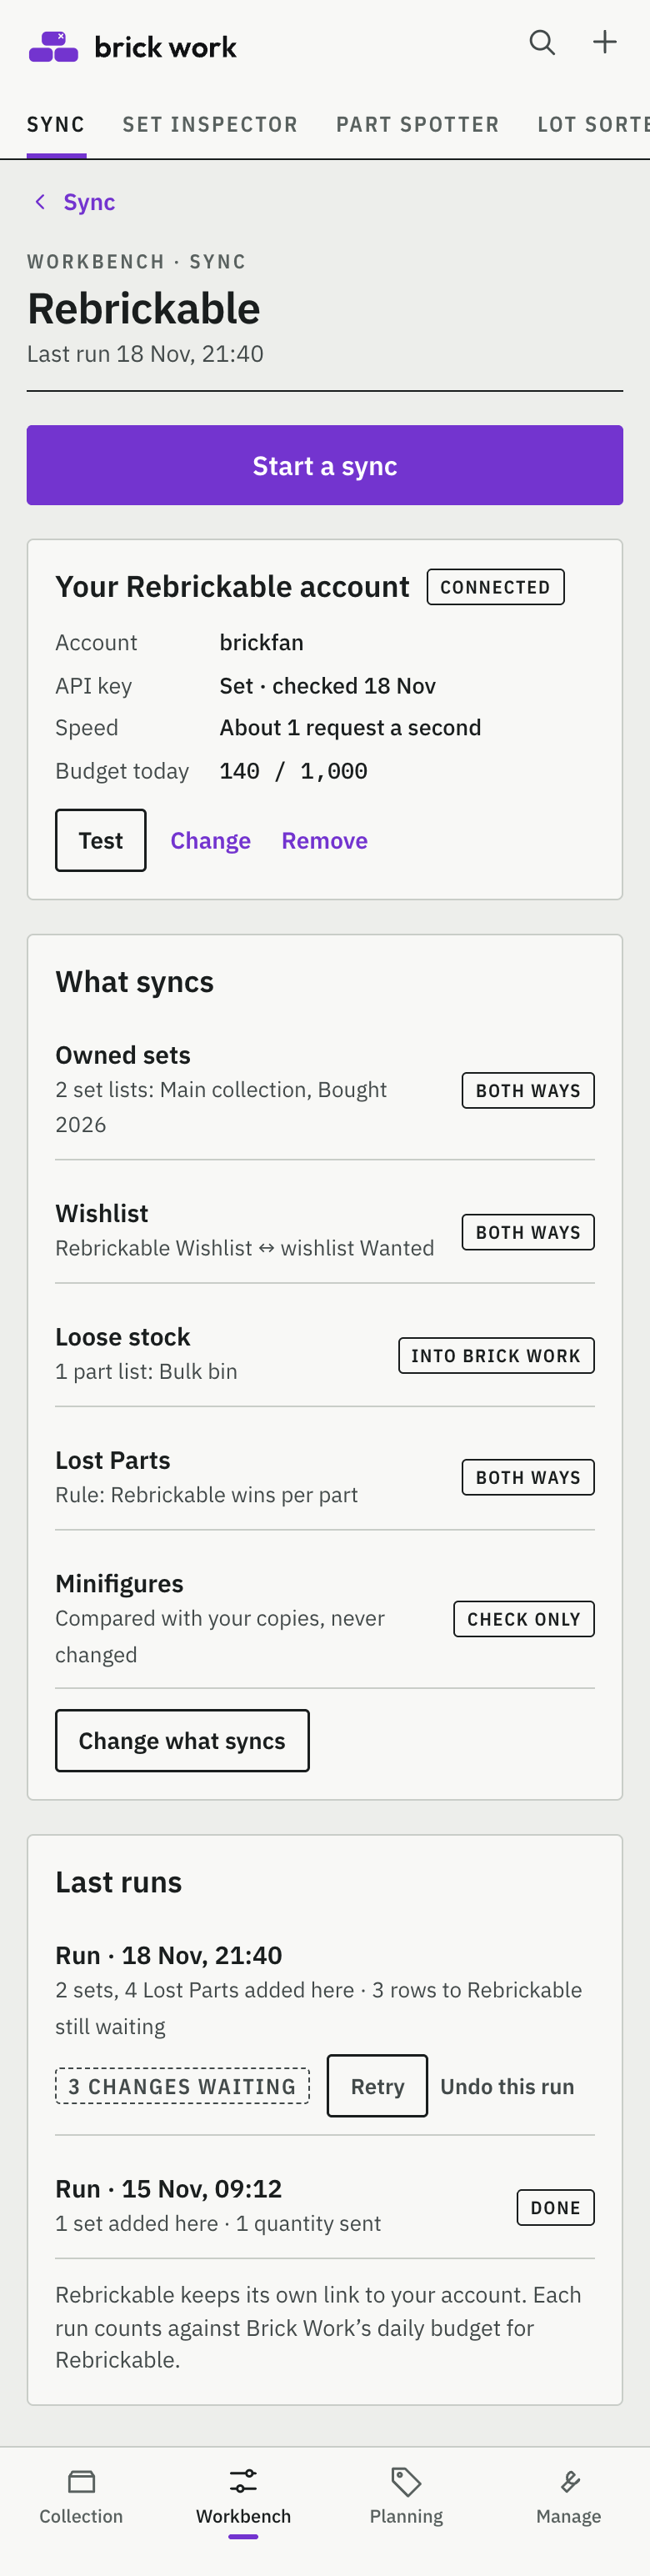 brick work
SYNC SET INSPECTOR PART SPOTTER LOT SORTE
Sync
WORKBENCH · SYNC
Rebrickable
Last run 18 Nov, 21:40
Start a sync
Your Rebrickable account CONNECTED
Account brickfan
API key Set · checked 18 Nov
Speed About 1 request a second
Budget today 140 / 1,000
Test Change Remove
What syncs
Owned sets
2 set lists: Main collection, Bought
2026
BOTH WAYS
Wishlist
Rebrickable Wishlist ↔ wishlist Wanted
BOTH WAYS
Loose stock
1 part list: Bulk bin
INTO BRICK WORK
Lost Parts
Rule: Rebrickable wins per part
BOTH WAYS
Minifigures
Compared with your copies, never
changed
CHECK ONLY
Change what syncs
Last runs
Run · 18 Nov, 21:40
2 sets, 4 Lost Parts added here · 3 rows to Rebrickable
still waiting
3 CHANGES WAITING Retry Undo this run
Run · 15 Nov, 09:12
1 set added here · 1 quantity sent
DONE
Rebrickable keeps its own link to your account. Each
run counts against Brick Work’s daily budget for
Rebrickable.
Collection Workbench Planning Manage